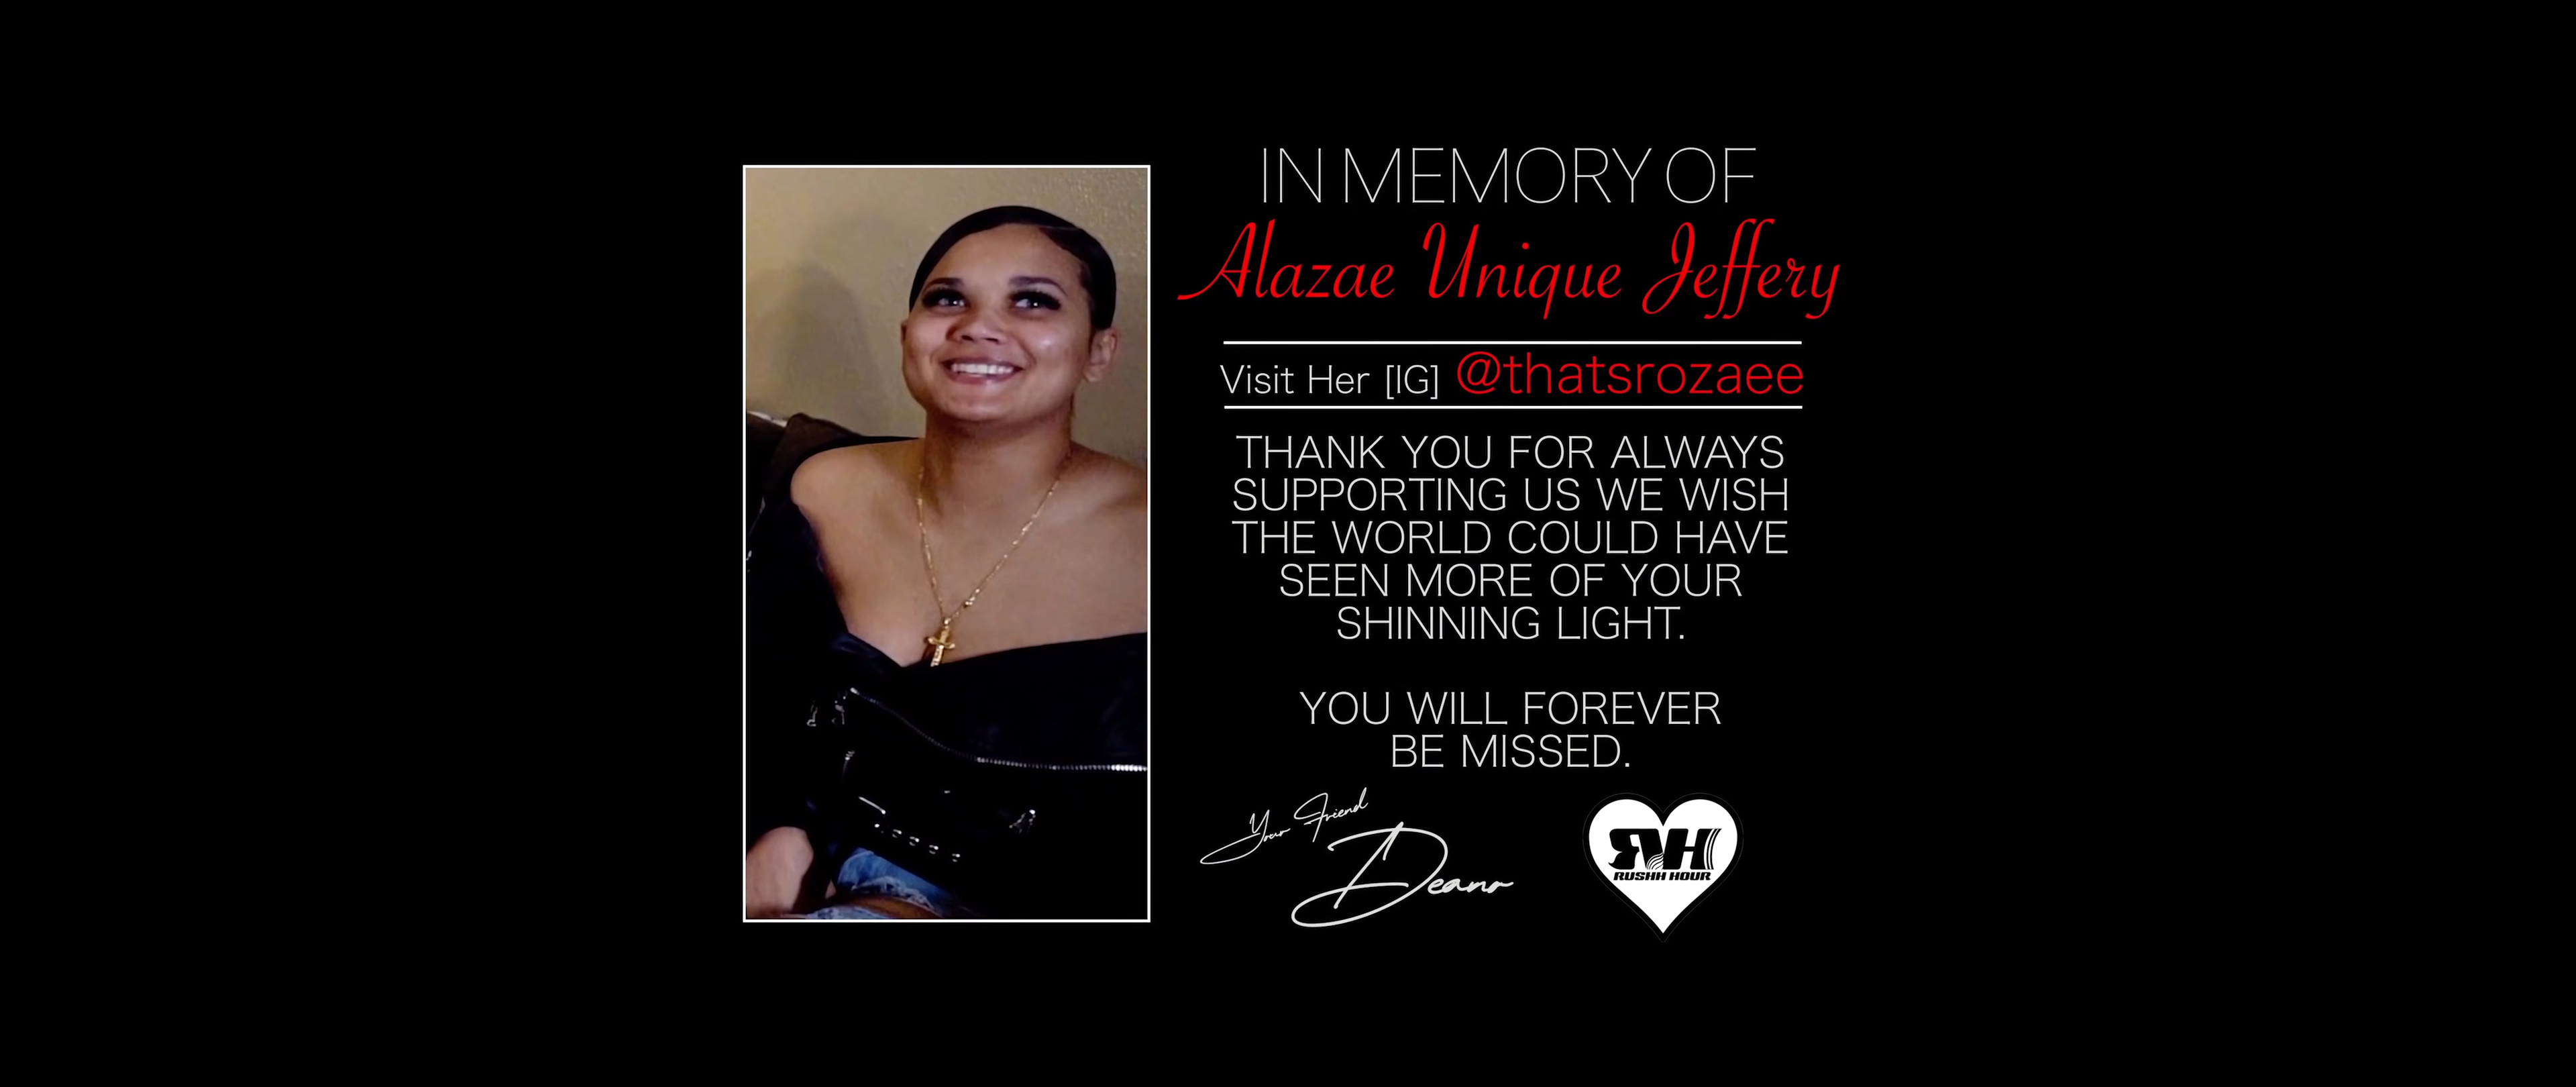 IN MEMORY OF
Alazae Unique Jeffery
Visit Her [IG] @thatsrozaee
THANK YOU FOR ALWAYS
SUPPORTING US WE WISH
THE WORLD COULD HAVE
SEEN MORE OF YOUR
SHINNING LIGHT.
YOU WILL FOREVER
BE MISSED.
Your Friend
Deano
RH
RUSHH HOUR